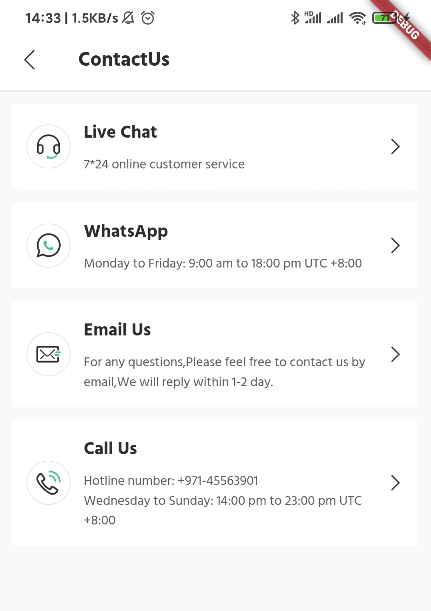 14:33 | 1.5KB/s
HD
71
DEBUG
ContactUs
Live Chat
7*24 online customer service
WhatsApp
Monday to Friday: 9:00 am to 18:00 pm UTC +8:00
Email Us
For any questions,Please feel free to contact us by
email,We will reply within 1-2 day.
Call Us
Hotline number: +971-45563901
Wednesday to Sunday: 14:00 pm to 23:00 pm UTC
+8:00